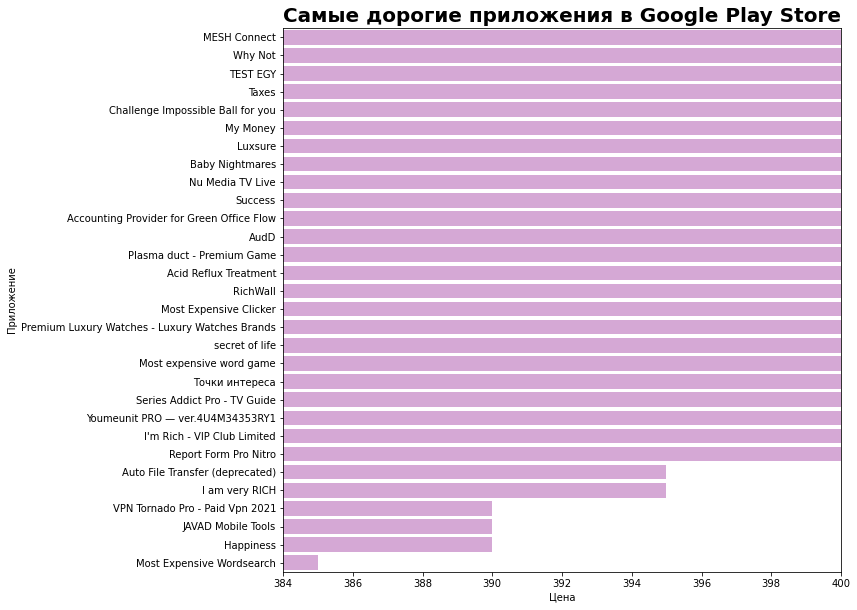 Самые дорогие приложения в Google Play Store
Приложение
MESH Connect
Why Not
TEST EGY
Taxes
Challenge Impossible Ball for you
My Money
Luxsure
Baby Nightmares
Nu Media TV Live
Success
Accounting Provider for Green Office Flow
AudD
Plasma duct - Premium Game
Acid Reflux Treatment
RichWall
Most Expensive Clicker
Premium Luxury Watches - Luxury Watches Brands
secret of life
Most expensive word game
Точки интереса
Series Addict Pro - TV Guide
Youmeunit PRO — ver.4U4M34353RY1
I'm Rich - VIP Club Limited
Report Form Pro Nitro
Auto File Transfer (deprecated)
I am very RICH
VPN Tornado Pro - Paid Vpn 2021
JAVAD Mobile Tools
Happiness
Most Expensive Wordsearch
384 386 388 390 392 394 396 398 400
Цена